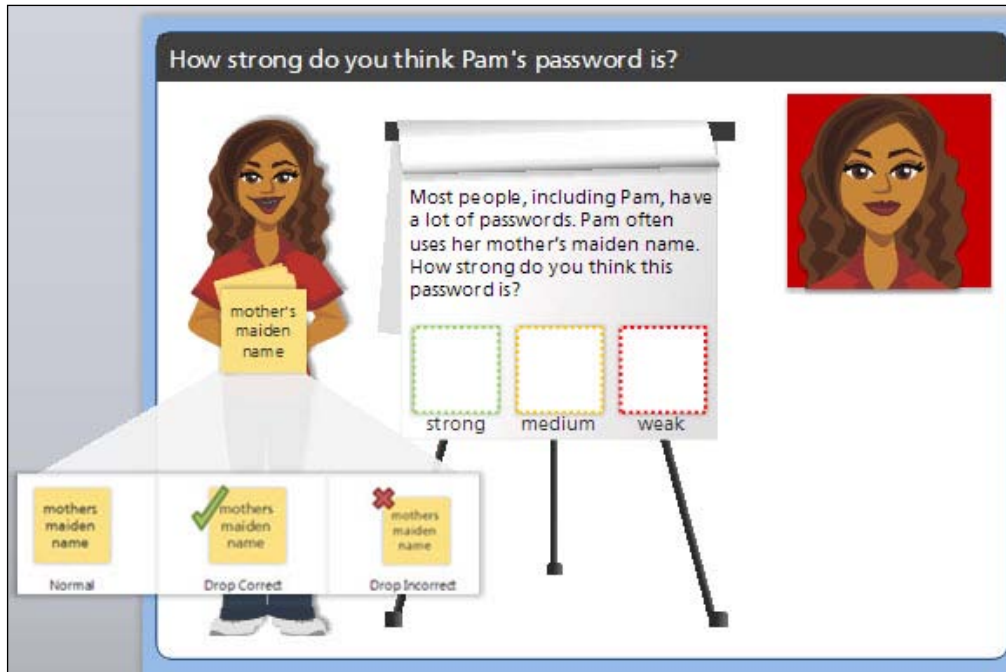 How strong do you think Pam's password is?
Most people, including Pam, have
a lot of passwords. Pam often
uses her mother's maiden name.
How strong do you think this
password is?
mother's
maiden
name
strong medium weak
mothers
maiden
name
Normal
mothers
maiden
name
Drop Correct
mothers
maiden
name
Drop Incorrect